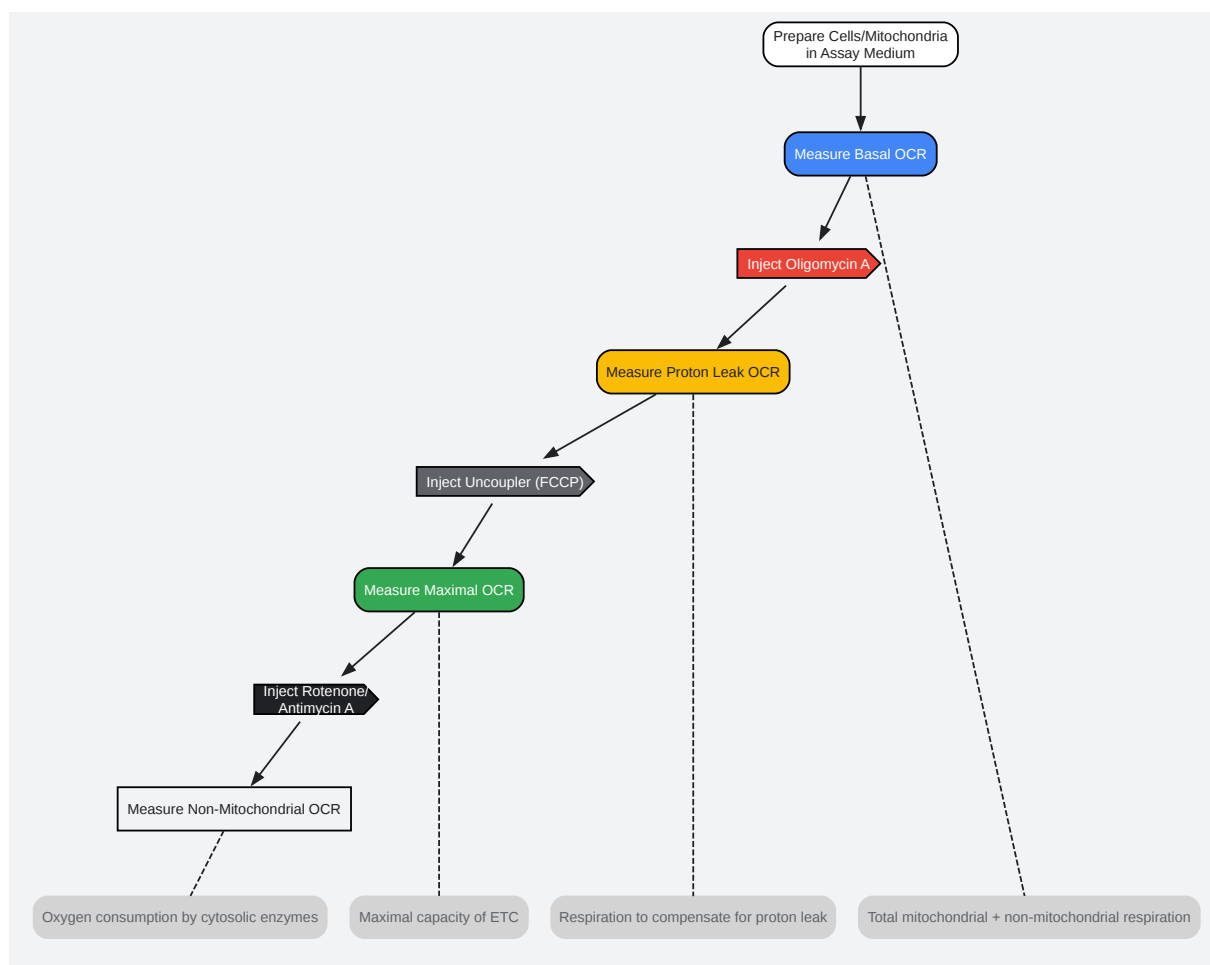 Prepare Cells/Mitochondria
in Assay Medium
Measure Basal OCR
Inject Oligomycin A
Measure Proton Leak OCR
Inject Uncoupler (FCCP)
Measure Maximal OCR
Inject Rotenone/
Antimycin A
Measure Non-Mitochondrial OCR
Oxygen consumption by cytosolic enzymes
Maximal capacity of ETC
Respiration to compensate for proton leak
Total mitochondrial + non-mitochondrial respiration